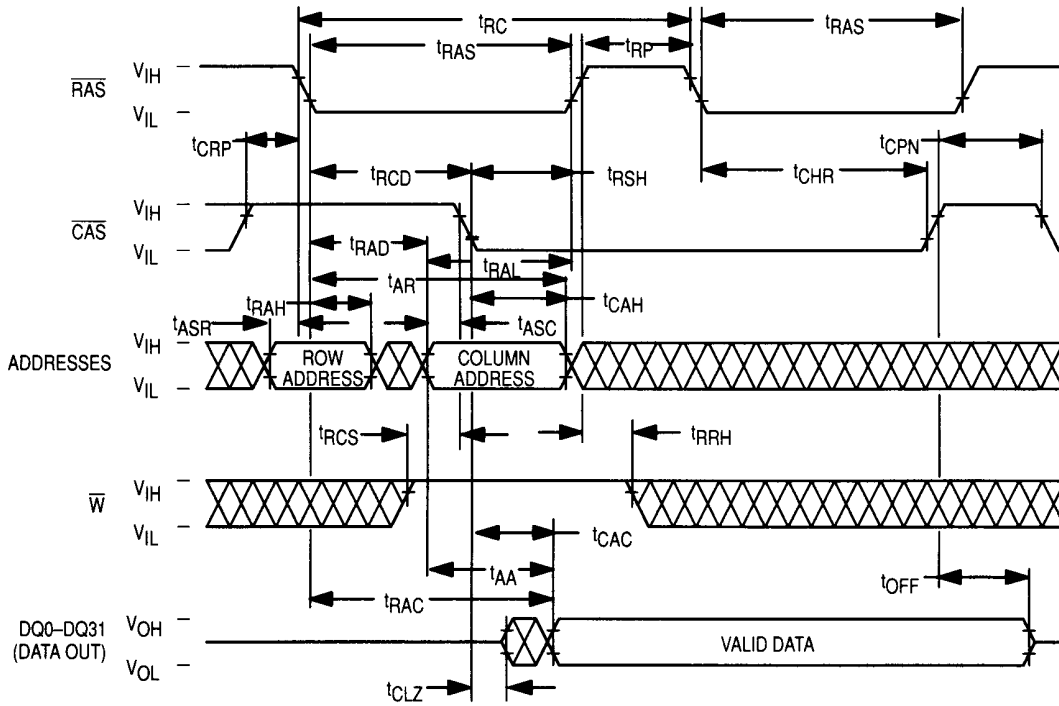 tRC
tRAS
tRP
tRAS
RAS
VIH
VIL
tCRP
tRCD
tRSH
tCHR
tCPN
CAS
VIH
VIL
tRAD
tRAL
tAR
tRAH
tCAH
tASR
tASC
ADDRESSES
VIH
VIL
ROW
ADDRESS
COLUMN
ADDRESS
tRCS
tRRH
W
VIH
VIL
tCAC
tAA
tOFF
tRAC
DQ0–DQ31
(DATA OUT)
VOH
VOL
VALID DATA
tCLZ